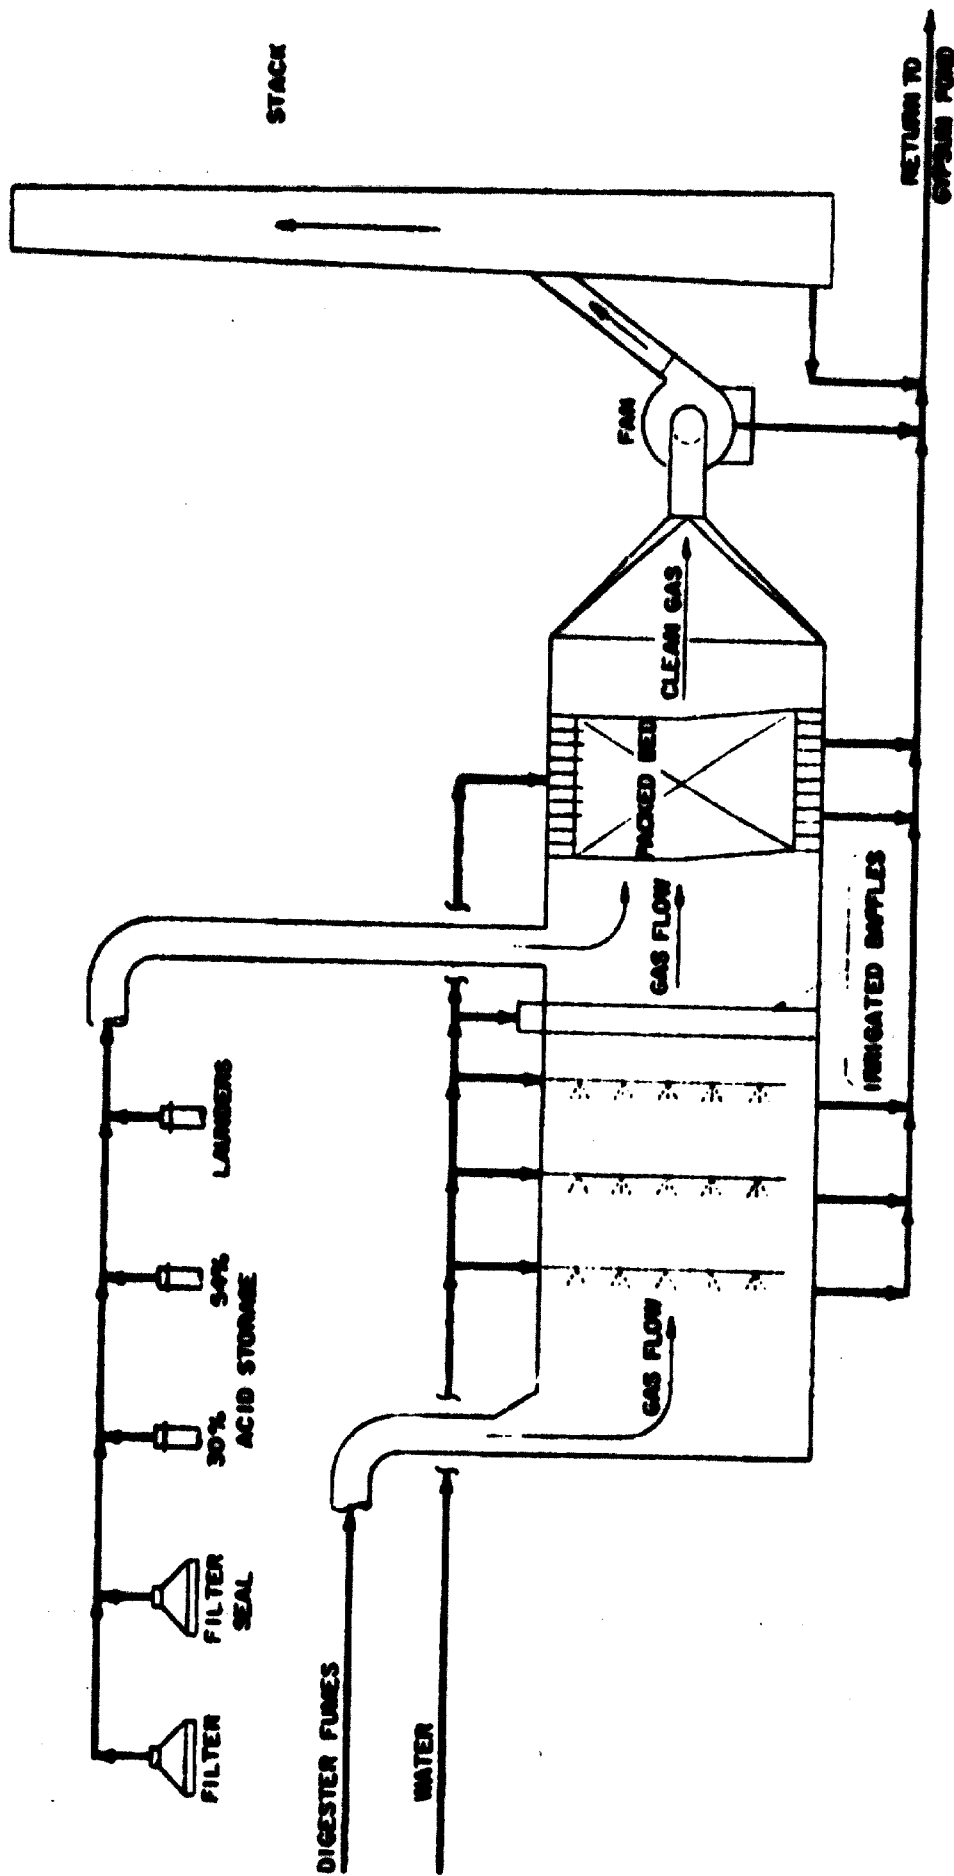 FILTER
FILTER
SEAL
30%
54%
ACID STORAGE
LAUNDERS
STACK
DIGESTER FUMES
WATER
GAS FLOW
GAS FLOW
PACKED BED
CLEAN GAS
FAN
IRRIGATED BAFFLES
RETURN TO
GYPSUM POND